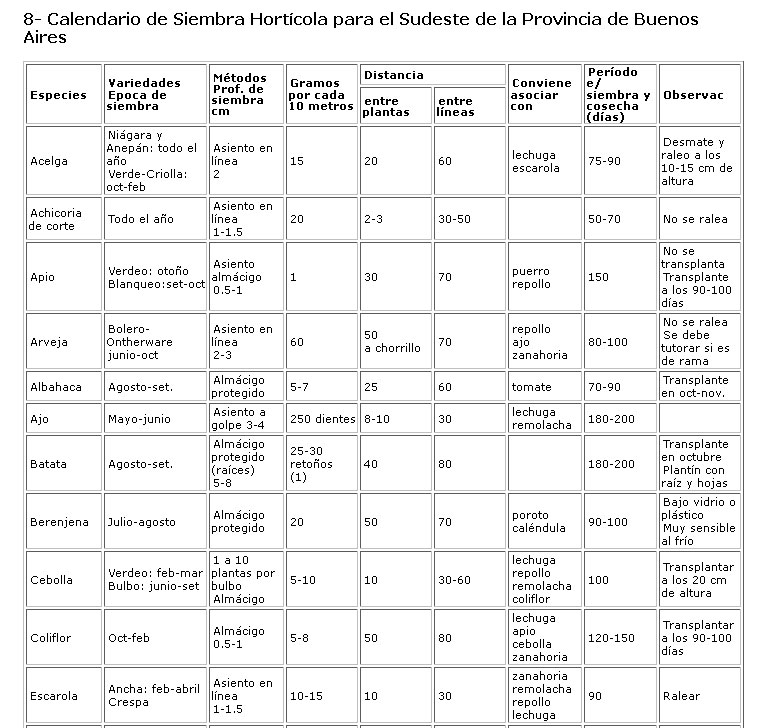 8- Calendario de Siembra Hortícola para el Sudeste de la Provincia de Buenos
Aires
Especies
Variedades
Epoca de
siembra
Métodos
Prof. de
siembra
cm
Gramos
por cada
10 metros
Distancia
entre
plantas
entre
líneas
Conviene
asociar
con
Período
e/
siembra y
cosecha
(días)
Observac
Acelga
Niágara y
Anepán: todo el
año
Verde-Criolla:
oct-feb
Asiento en
línea
2
15
20
60
lechuga
escarola
75-90
Desmate y
raleo a los
10-15 cm de
altura
Achicoria
de corte
Todo el año
Asiento en
línea
1-1.5
20
2-3
30-50
50-70
No se ralea
Apio
Verdeo: otoño
Blanqueo:set-oct
Asiento
almácigo
0.5-1
1
30
70
puerro
repollo
150
No se
transplanta
Transplante
a los 90-100
días
Arveja
Bolero-
Ontherware
junio-oct
Asiento en
línea
2-3
60
50
a chorrillo
70
repollo
ajo
zanahoria
80-100
No se ralea
Se debe
tutorar si es
de rama
Albahaca
Agosto-set.
Almácigo
protegido
5-7
25
60
tomate
70-90
Transplante
en oct-nov.
Ajo
Mayo-junio
Asiento a
golpe 3-4
250 dientes
8-10
30
lechuga
remolacha
180-200
Batata
Agosto-set.
Almácigo
protegido
(raíces)
5-8
25-30
retoños
(1)
40
80
180-200
Transplante
en octubre
Plantín con
raíz y hojas
Berenjena
Julio-agosto
Almácigo
protegido
20
50
70
poroto
caléndula
90-100
Bajo vidrio o
plástico
Muy sensible
al frío
Cebolla
Verdeo: feb-mar
Bulbo: junio-set
1 a 10
plantas por
bulbo
Almácigo
5-10
10
30-60
lechuga
repollo
remolacha
coliflor
100
Transplantar
a los 20 cm
de altura
Coliflor
Oct-feb
Almácigo
0.5-1
5-8
50
80
lechuga
apio
cebolla
zanahoria
120-150
Transplantar
a los 90-100
días
Escarola
Ancha: feb-abril
Crespa
Asiento en
línea
1-1.5
10-15
10
30
zanahoria
remolacha
repollo
lechuga
90
Ralear